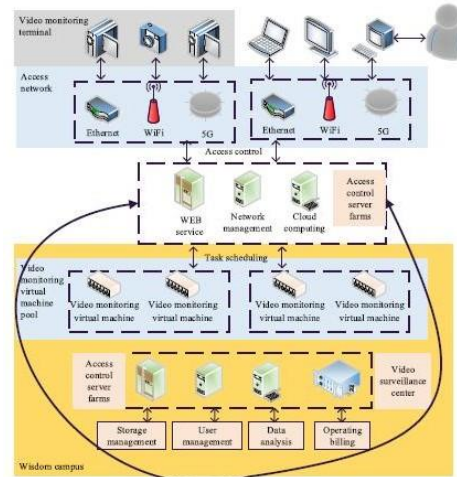 Video monitoring
terminal
Access
network
Ethernet
WiFi
5G
Ethernet
WiFi
5G
Access control
WEB
service
Network
management
Cloud
computing
Access
control
server
farms
Task scheduling
Video
monitoring
virtual
machine
pool
Video monitoring
virtual machine
Video monitoring
virtual machine
Video monitoring
virtual machine
Video monitoring
virtual machine
Access
control
server
farms
Video
surveillance
center
Storage
management
User
management
Data
analysis
Operating
billing
Wisdom campus